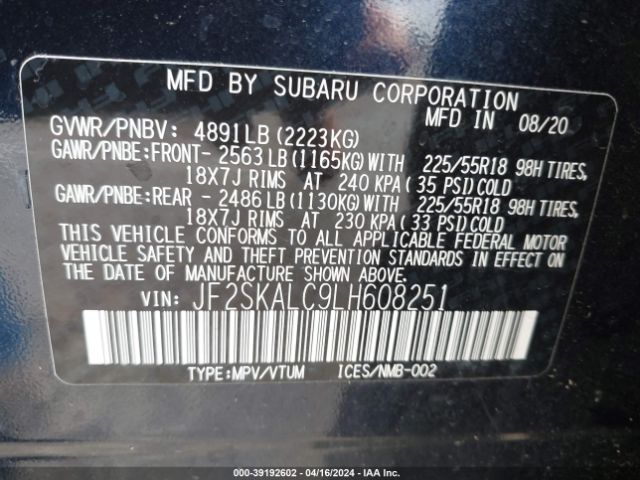 MFD BY SUBARU CORPORATION
MFD IN 08/20
GVWR/PNBV: 4891LB (2223KG)
GAWR/PNBE:FRONT- 2563 LB (1165KG) WITH 225/55R18 98H TIRES,
18X7J RIMS AT 240 KPA ( 35 PSI) COLD
GAWR/PNBE:REAR - 2486 LB (1130KG) WITH 225/55R18 98H TIRES,
18X7J RIMS AT 230 KPA ( 33 PSI) COLD
THIS VEHICLE CONFORMS TO ALL APPLICABLE FEDERAL MOTOR
VEHICLE SAFETY AND THEFT PREVENTION STANDARDS IN EFFECT ON
THE DATE OF MANUFACTURE SHOWN ABOVE.
VIN: JF2SKALC9LH608251
TYPE:MPV/VTUM ICES/NMB-002
000-39192602 / 04/16/2024 / IAA Inc.